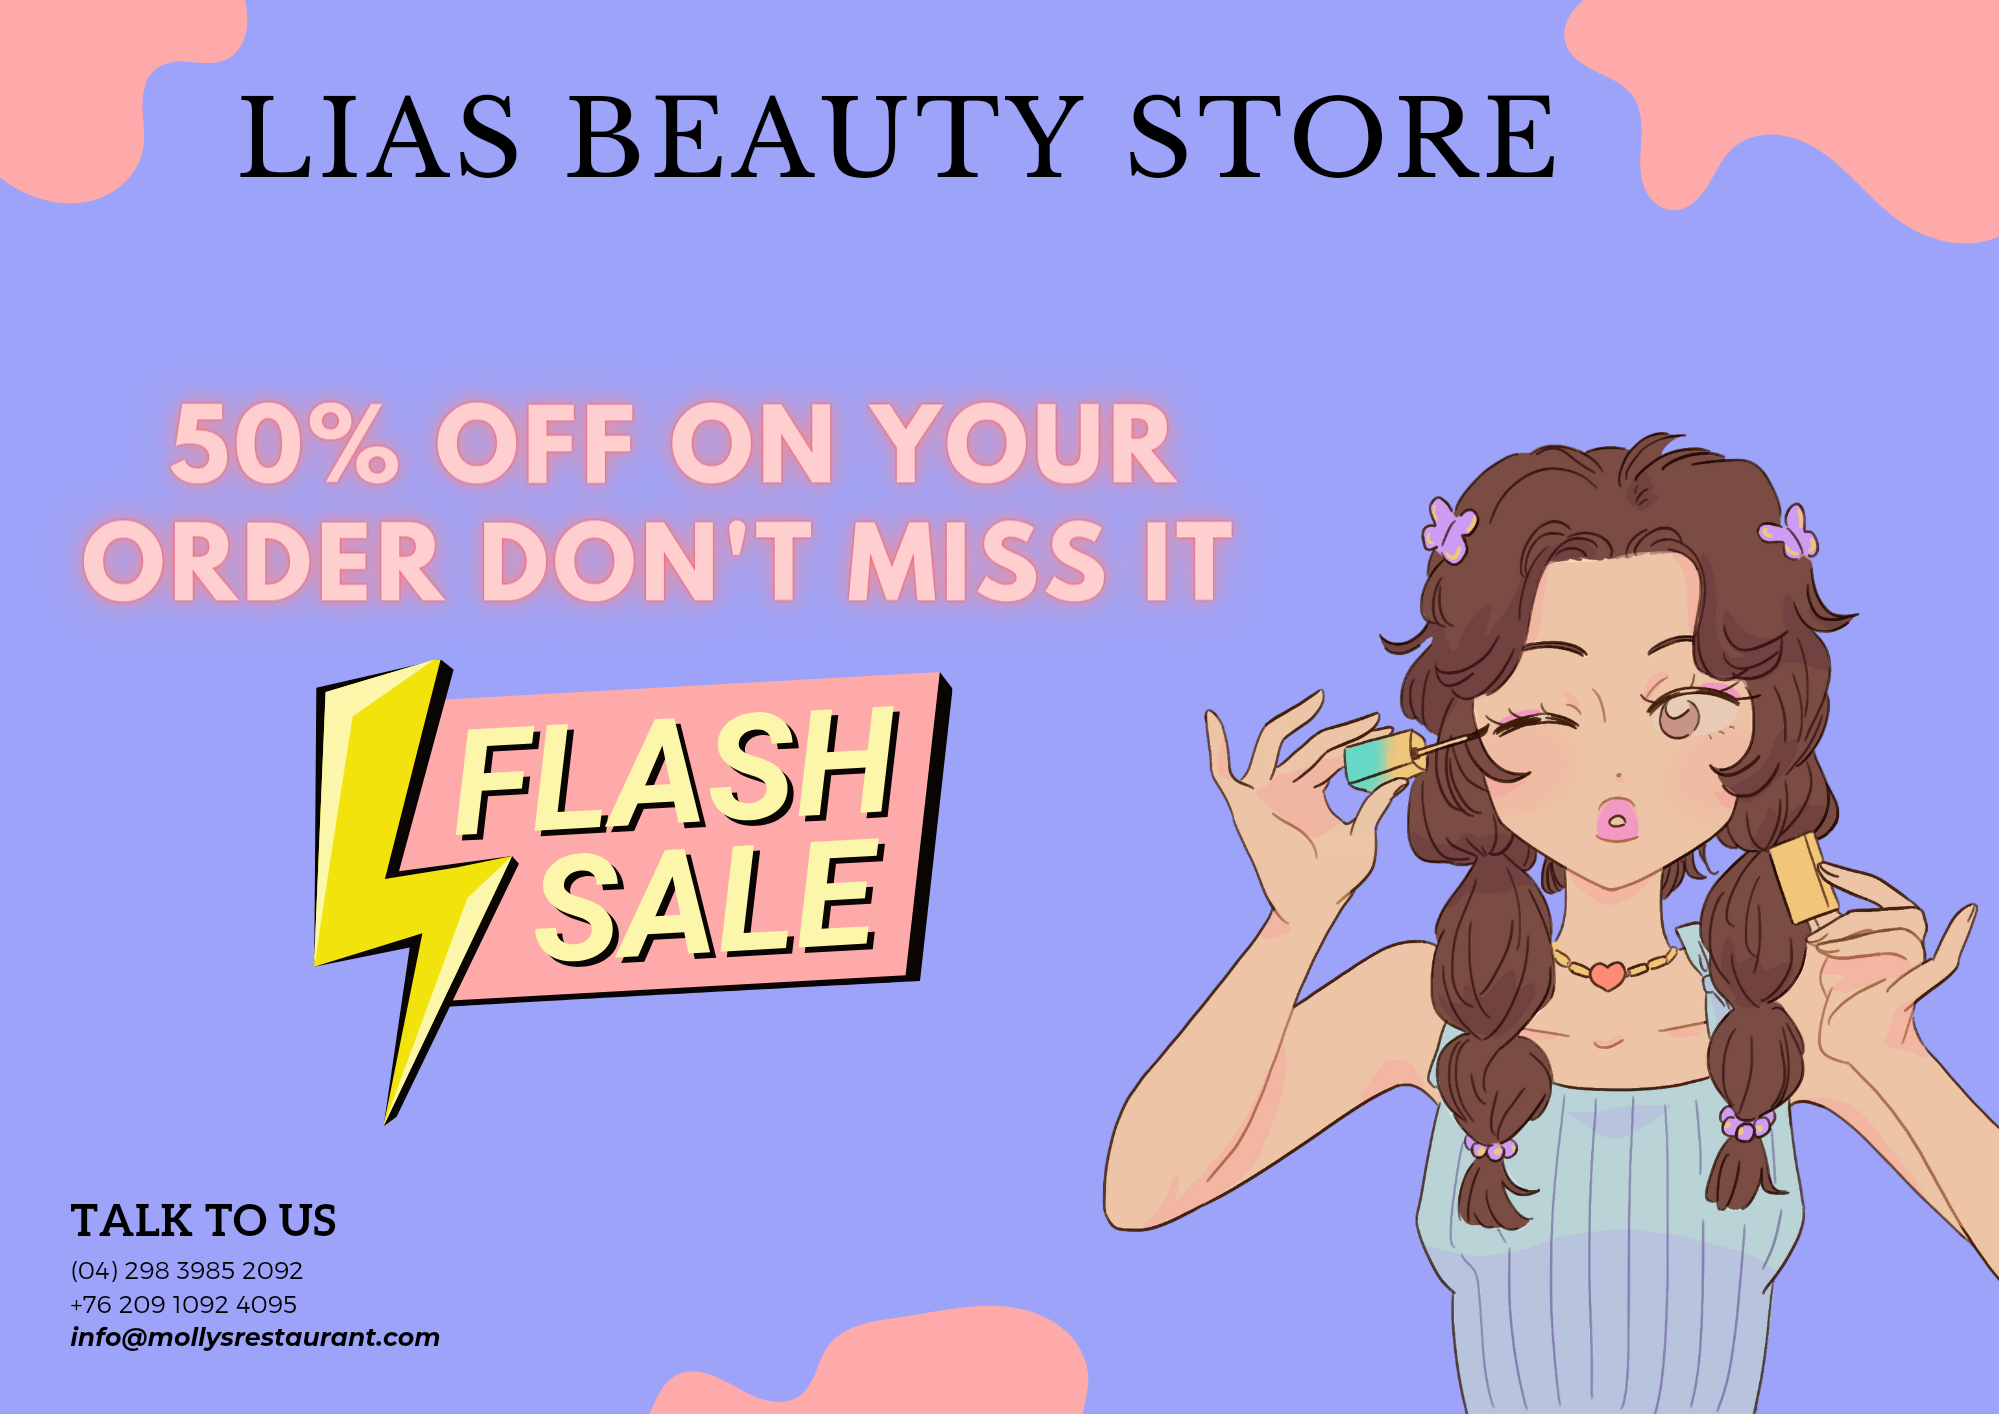 LIAS BEAUTY STORE
50% OFF ON YOUR
ORDER DON'T MISS IT
FLASH
SALE
TALK TO US
(04) 298 3985 2092
+76 209 1092 4095
info@mollysrestaurant.com